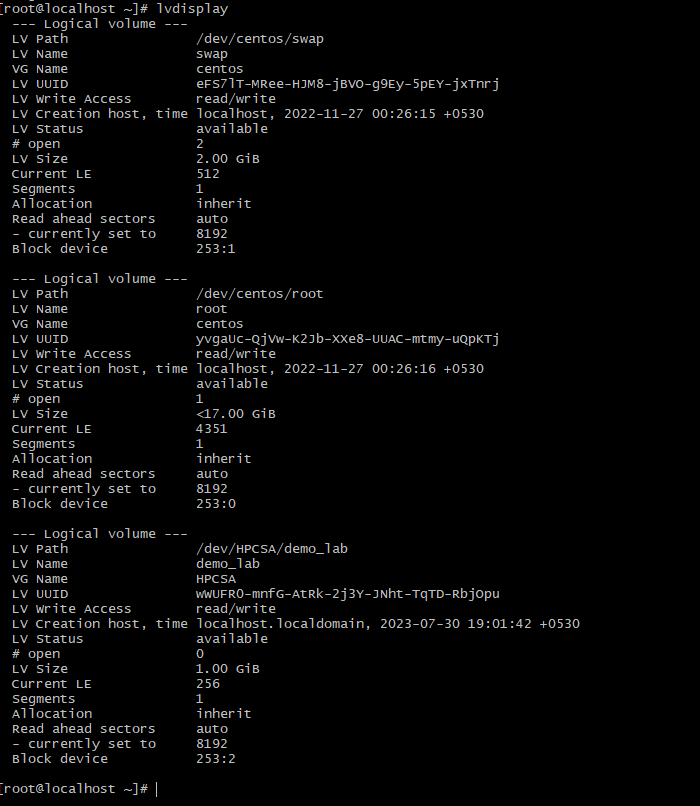 [root@localhost ~]# lvdisplay
--- Logical volume ---
LV Path /dev/centos/swap
LV Name swap
VG Name centos
LV UUID eFS7lT-MRee-HJM8-jBVO-g9Ey-5pEY-jxTnrj
LV Write Access read/write
LV Creation host, time localhost, 2022-11-27 00:26:15 +0530
LV Status available
# open 2
LV Size 2.00 GiB
Current LE 512
Segments 1
Allocation inherit
Read ahead sectors auto
- currently set to 8192
Block device 253:1
--- Logical volume ---
LV Path /dev/centos/root
LV Name root
VG Name centos
LV UUID yvgaUc-QjVw-K2Jb-XXe8-UUAC-mtmy-uQpKTj
LV Write Access read/write
LV Creation host, time localhost, 2022-11-27 00:26:16 +0530
LV Status available
# open 1
LV Size <17.00 GiB
Current LE 4351
Segments 1
Allocation inherit
Read ahead sectors auto
- currently set to 8192
Block device 253:0
--- Logical volume ---
LV Path /dev/HPCSA/demo_lab
LV Name demo_lab
VG Name HPCSA
LV UUID wWUFR0-mnfG-AtRk-2j3Y-JNht-TqTD-RbjOpu
LV Write Access read/write
LV Creation host, time localhost.localdomain, 2023-07-30 19:01:42 +0530
LV Status available
# open 0
LV Size 1.00 GiB
Current LE 256
Segments 1
Allocation inherit
Read ahead sectors auto
- currently set to 8192
Block device 253:2
[root@localhost ~]#